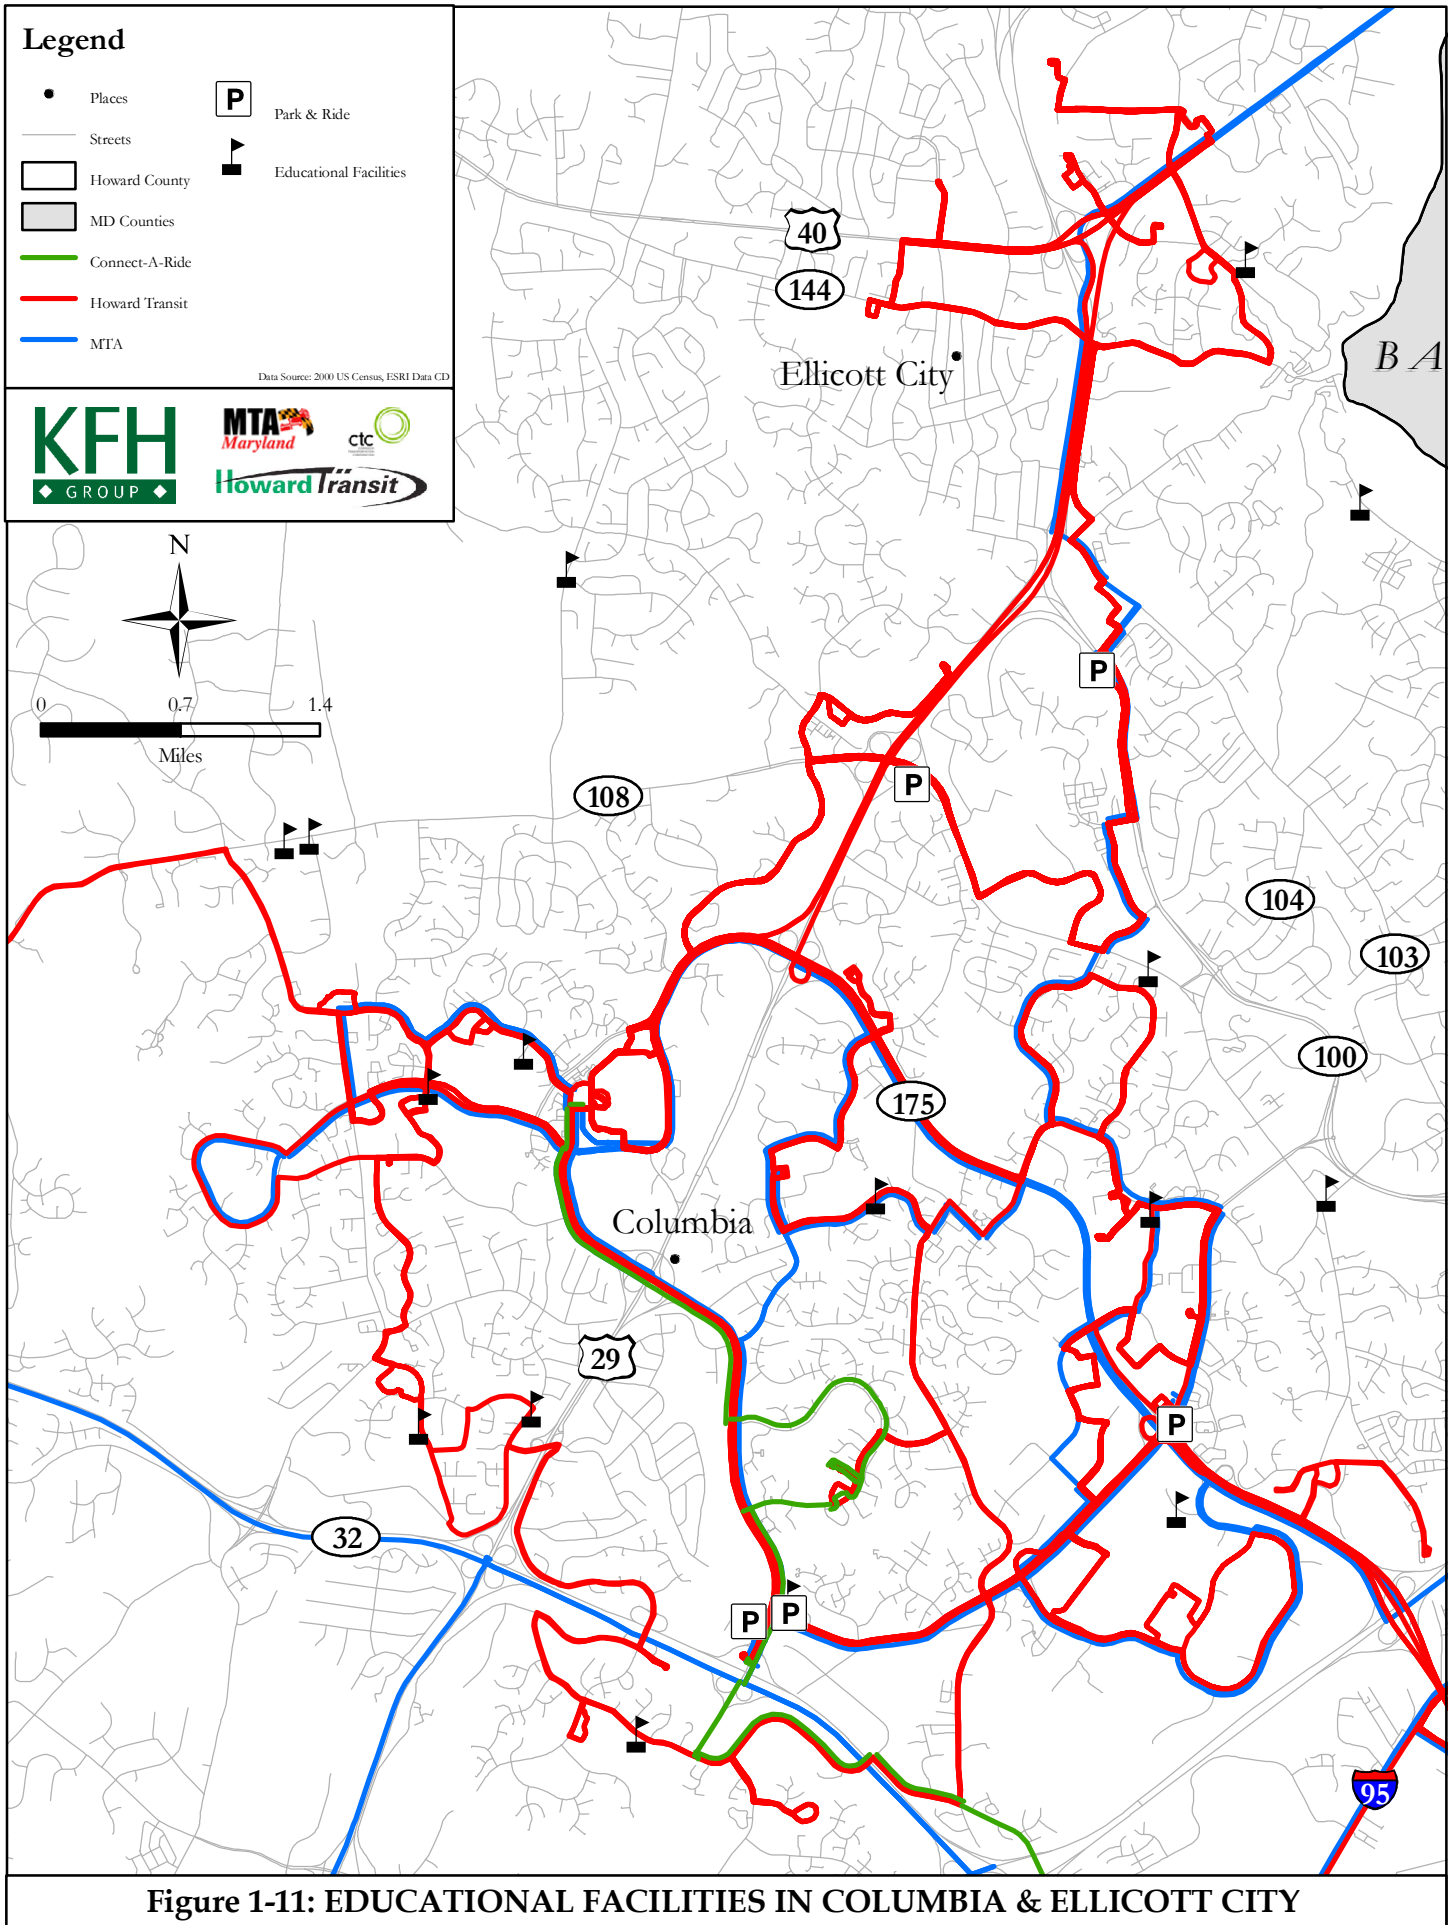 Legend
Places
P
Park & Ride
Streets
Educational Facilities
Howard County
MD Counties
Connect-A-Ride
Howard Transit
MTA
Data Source: 2000 US Census, ESRI Data CD
KFH
GROUP
MTA
Maryland
ctc
HowardTränsit
N
0 0.7 1.4
Miles
40
144
Ellicott City
B A
P
P
108
104
103
100
175
Columbia
29
P
32
P P
95
Figure 1-11: EDUCATIONAL FACILITIES IN COLUMBIA & ELLICOTT CITY